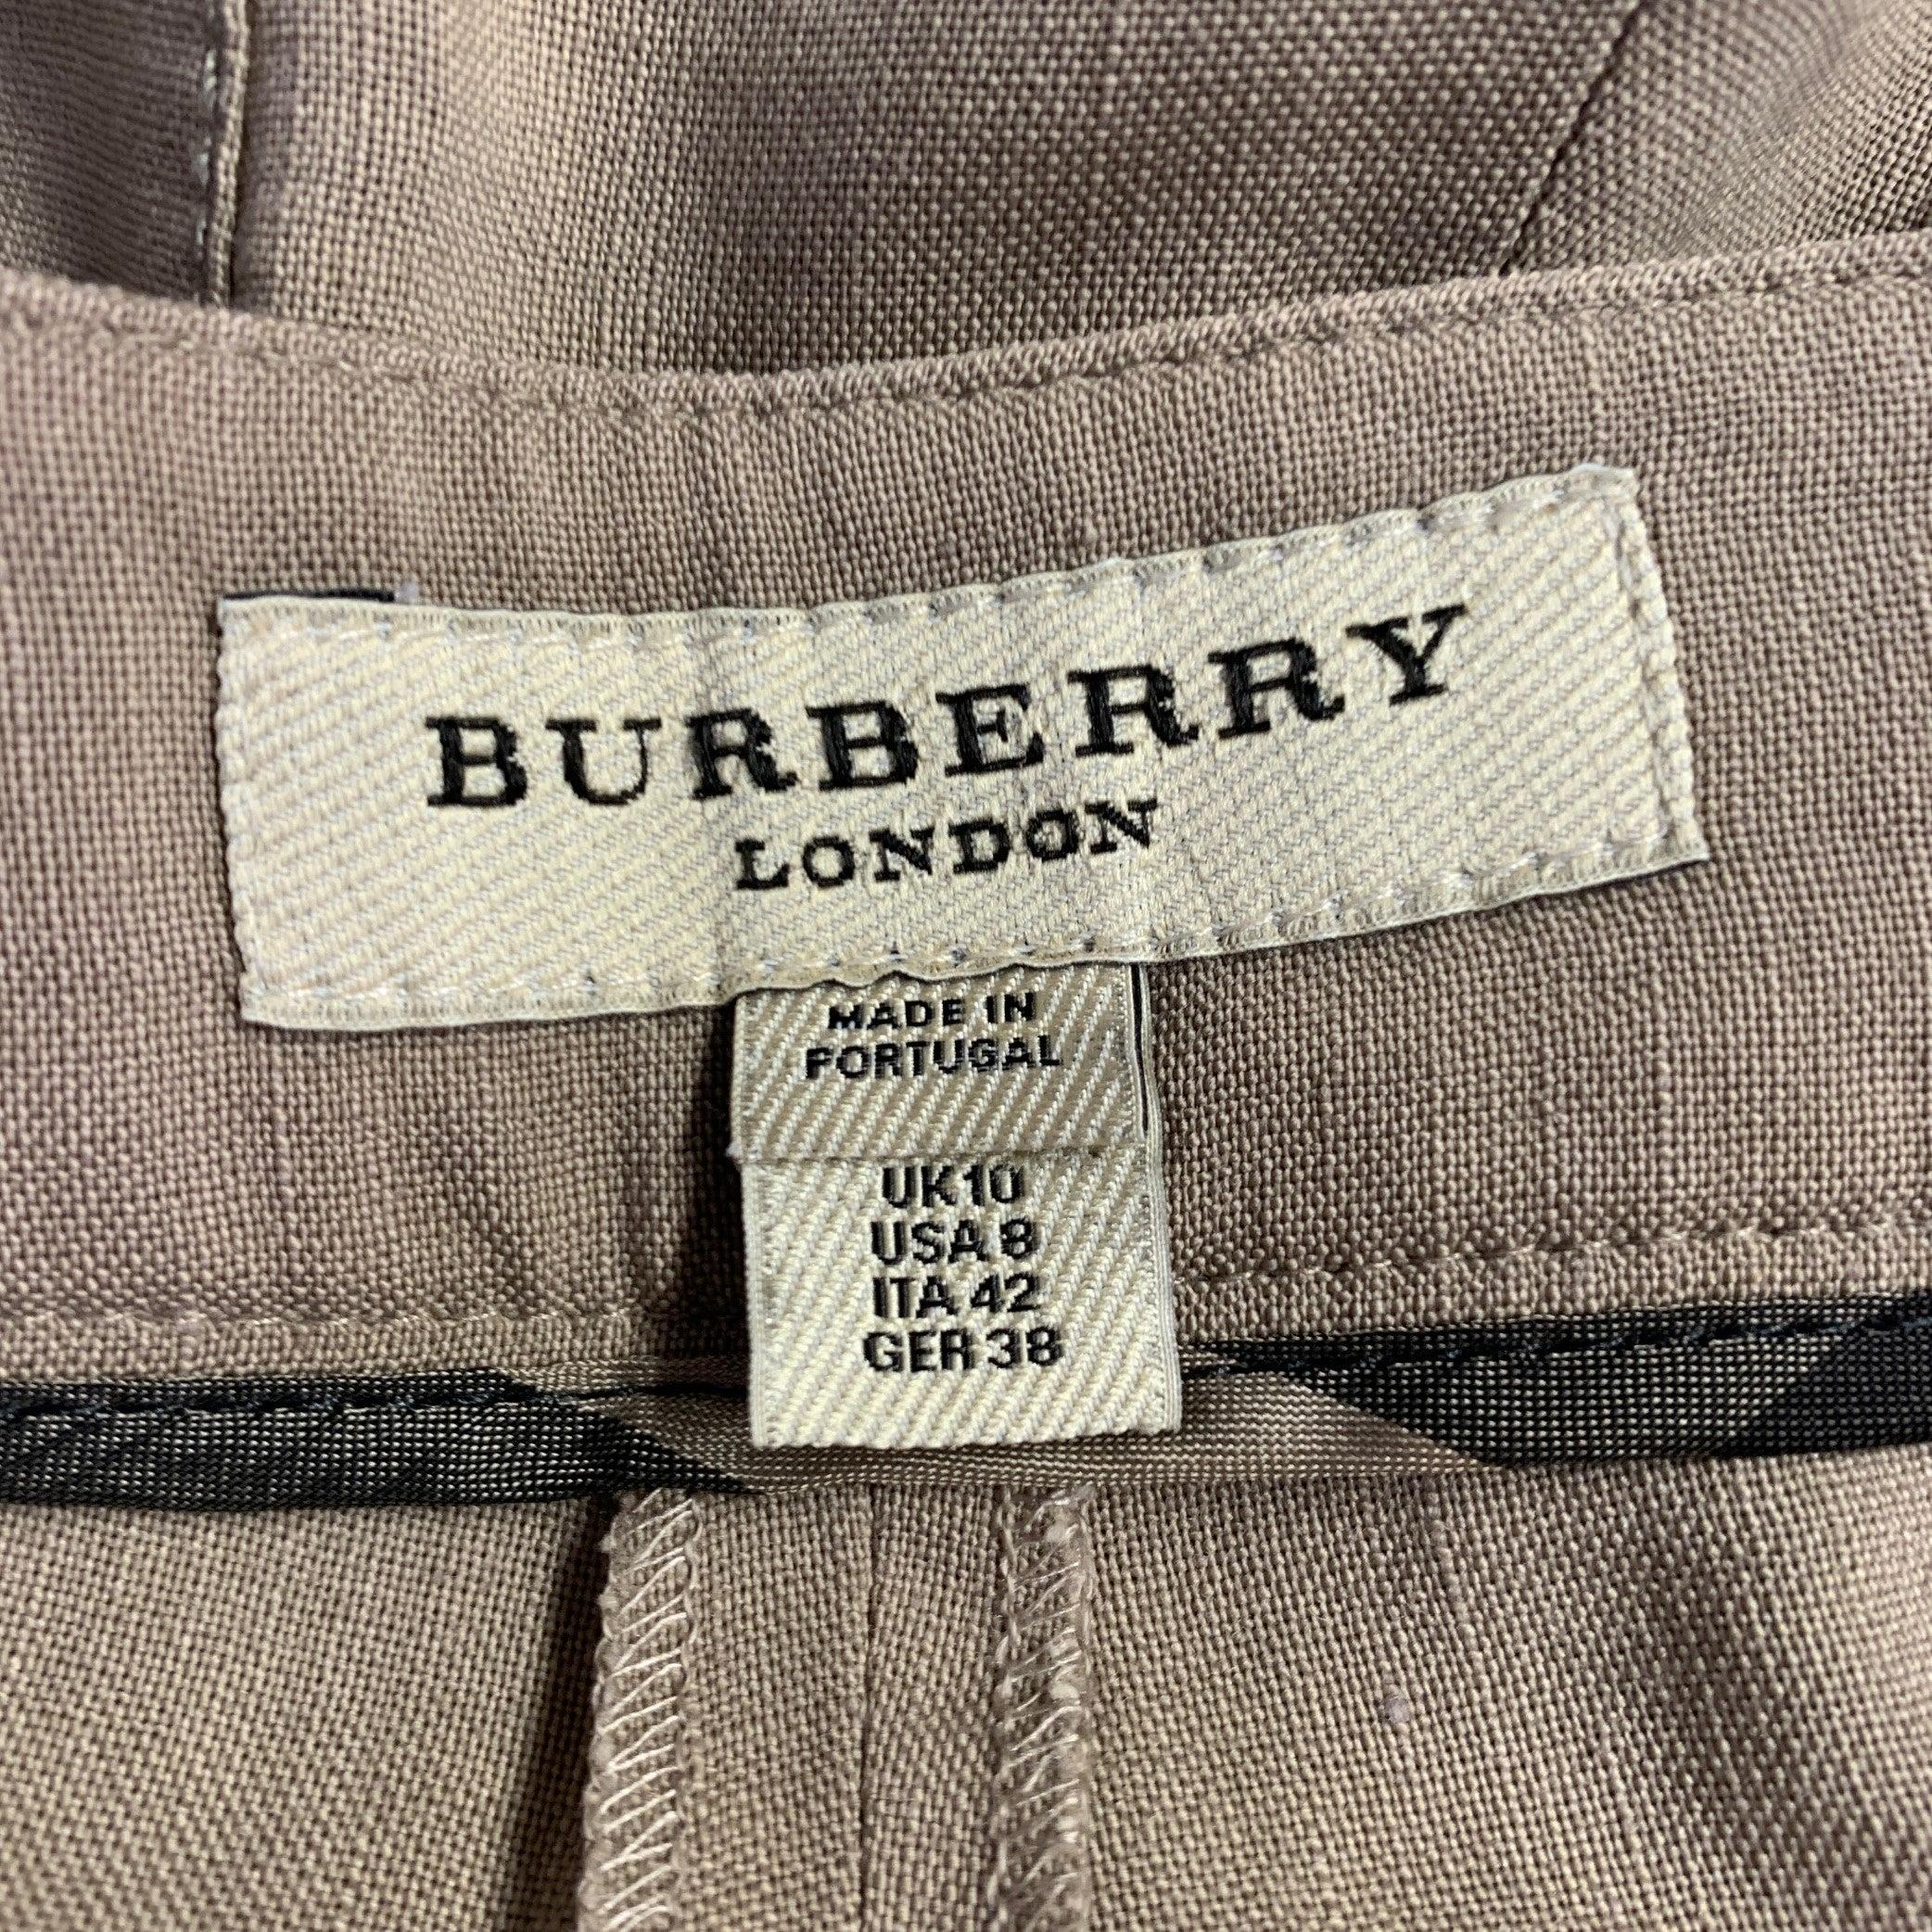 BURBERRY
LONDON
MADE IN
PORTUGAL
UK10
USA 8
ITA 42
GER 38